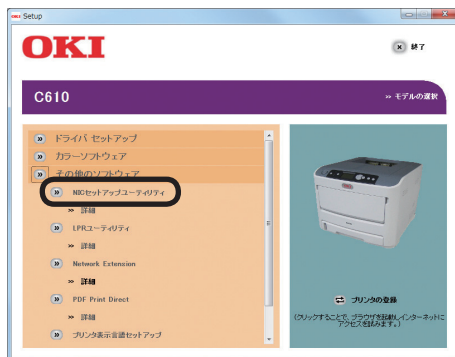 Setup
OKI
終了
C610
モデルの選択
ドライバ セットアップ
カラーソフトウェア
その他のソフトウェア
NICセットアップユーティリティ
詳細
LPRユーティリティ
詳細
Network Extension
詳細
PDF Print Direct
詳細
プリンタ表示言語セットアップ
プリンタの登録
(クリックすることで、ブラウザを起動しインターネットに
アクセスを試みます。)